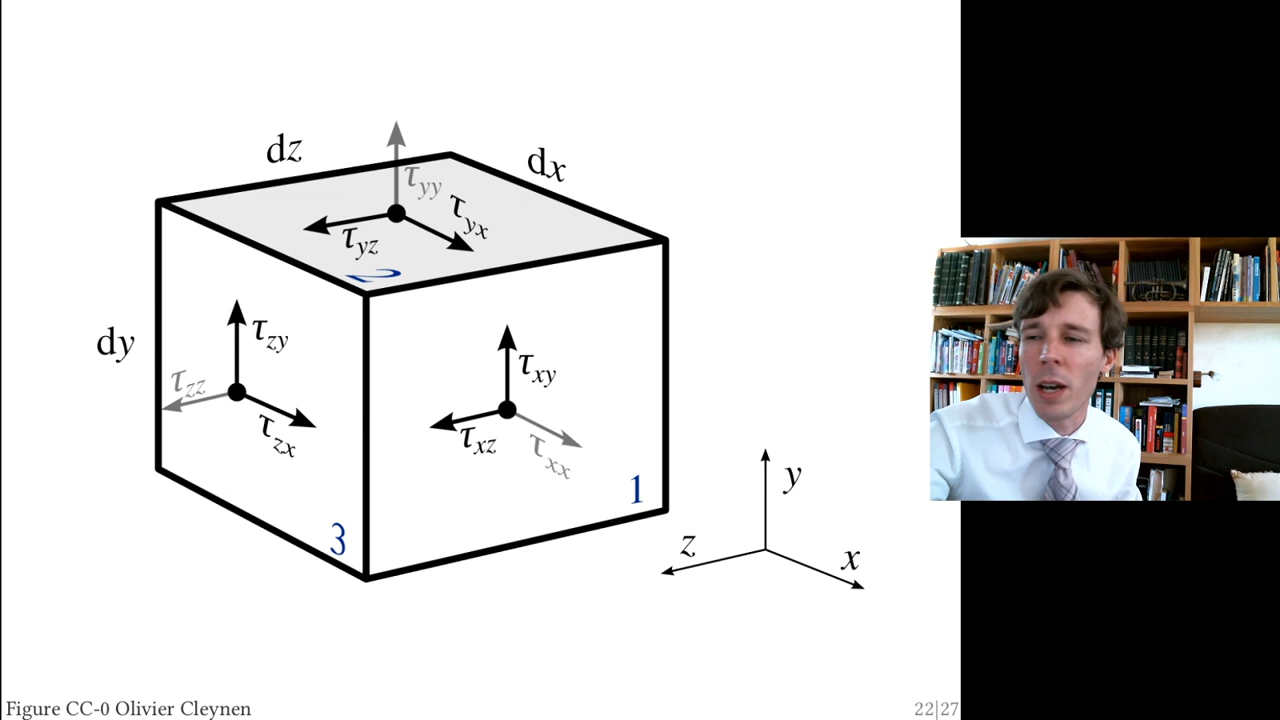 dz
dx
τyy
τyx
τyz
2
dy
τzy
τzz
τzx
τxy
τxz
τxx
1
3
y
z
x
Figure CC-0 Olivier Cleynen
22|27